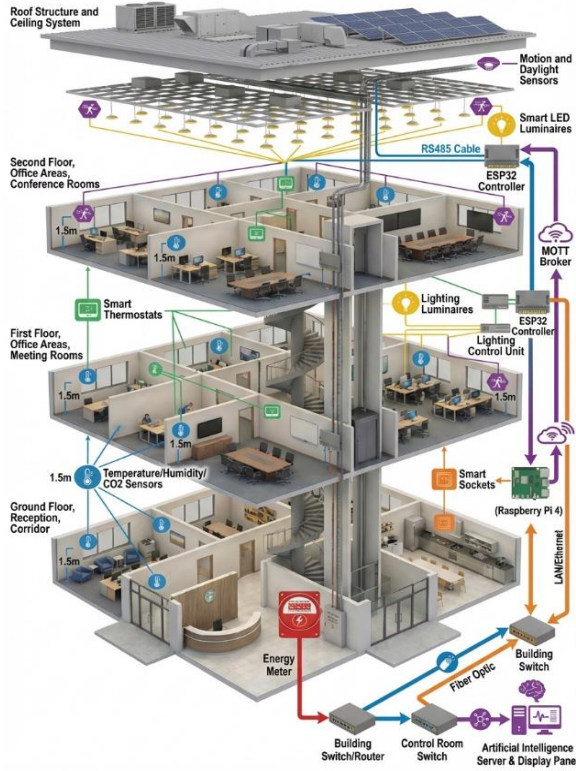 Roof Structure and
Ceiling System
Motion and
Daylight
Sensors
Smart LED
Luminaires
RS485 Cable
ESP32
Controller
Second Floor,
Office Areas,
Conference Rooms
1.5m
1.5m
MOTT
Broker
Smart
Thermostats
Lighting
Luminaires
ESP32
Controller
Lighting
Control Unit
First Floor,
Office Areas,
Meeting Rooms
1.5m
1.5m
1.5m
1.5m
Temperature/Humidity/
CO2 Sensors
Smart
Sockets
(Raspberry Pi 4)
Ground Floor,
Reception,
Corridor
1.5m
LAN/Ethernet
Energy
Meter
Building
Switch
Fiber Optic
Building
Switch/Router
Control Room
Switch
Artificial Intelligence
Server & Display Pane